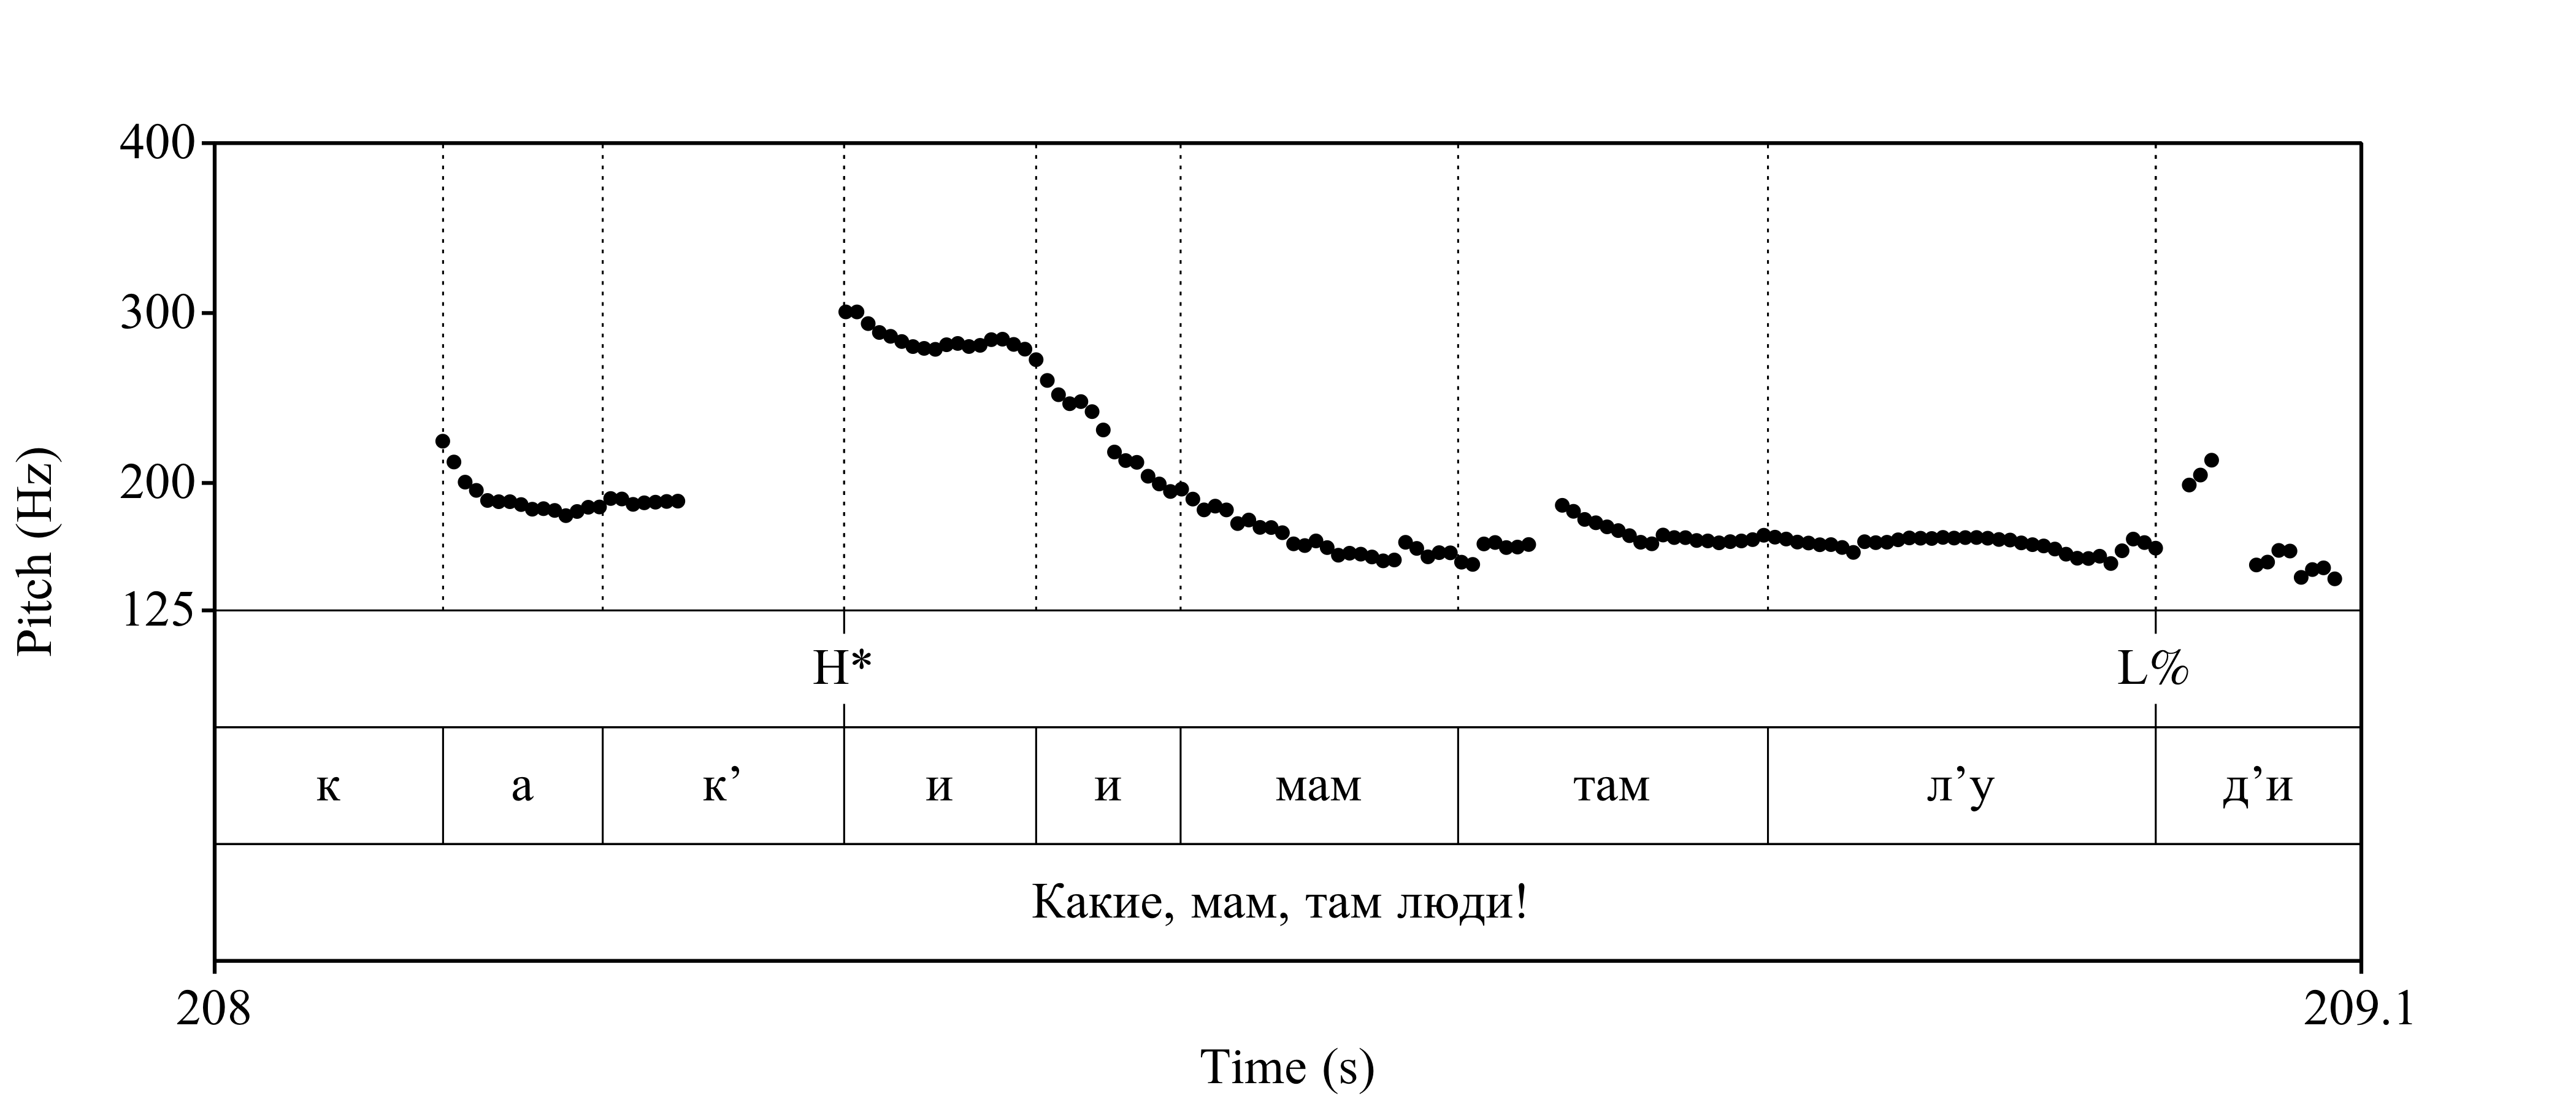 400
300
200
125
Pitch (Hz)
H* L%
к а к’ и и мам там л’у д’и
Какие, мам, там люди!
208 209.1
Time (s)